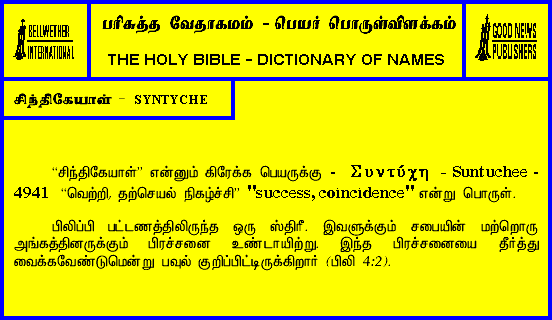 BELLWETHER
INTERNATIONAL
பரிசுத்த வேதாகமம் - பெயர் பொருள்விளக்கம்
THE HOLY BIBLE - DICTIONARY OF NAMES
GOOD NEWS
PUBLISHERS
சிந்திகேயாள் - SYNTYCHE
“சிந்திகேயாள்” என்னும் கிரேக்க பெயருக்கு - Συντύχη - Suntuchee -
4941 “வெற்றி, தற்செயல் நிகழ்ச்சி” "success, coincidence" என்று பொருள்.
பிலிப்பி பட்டணத்திலிருந்த ஒரு ஸ்திரீ. இவளுக்கும் சபையின் மற்றொரு
அங்கத்தினருக்கும் பிரச்சனை உண்டாயிற்று. இந்த பிரச்சனையை தீர்த்து
வைக்கவேண்டுமென்று பவுல் குறிப்பிட்டிருக்கிறார் (பிலி 4:2).